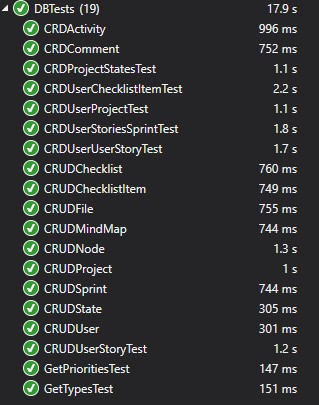 DBTests (19) 17.9 s
CRDActivity 996 ms
CRDComment 752 ms
CRDProjectStatesTest 1.1 s
CRDUserChecklistItemTest 2.2 s
CRDUserProjectTest 1.1 s
CRDUserStoriesSprintTest 1.8 s
CRDUserUserStoryTest 1.7 s
CRUDChecklist 760 ms
CRUDChecklistItem 749 ms
CRUDFile 755 ms
CRUDMindMap 744 ms
CRUDNode 1.3 s
CRUDProject 1 s
CRUDSprint 744 ms
CRUDState 305 ms
CRUDUser 301 ms
CRUDUserStoryTest 1.2 s
GetPrioritiesTest 147 ms
GetTypesTest 151 ms